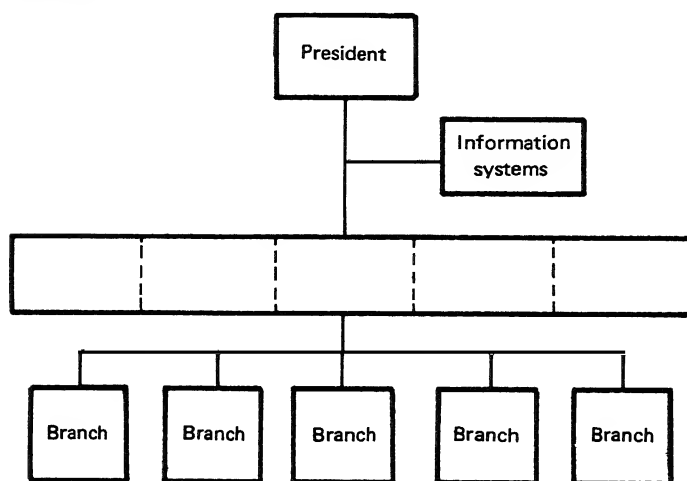 President
Information
systems
Branch
Branch
Branch
Branch
Branch